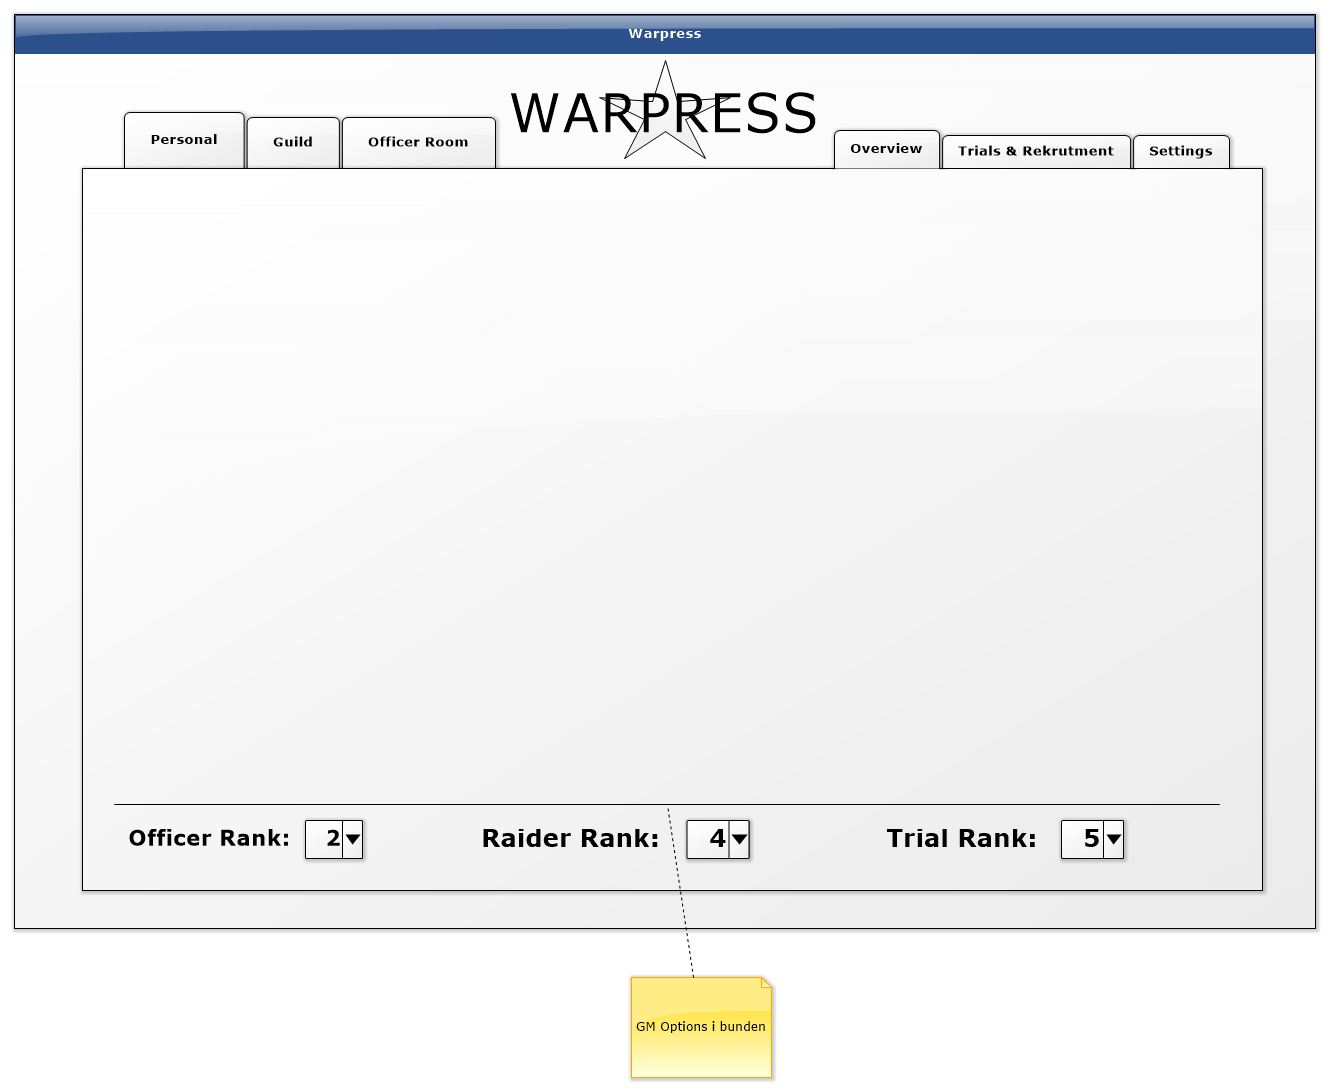 Warpress
WARPRESS
Personal
Guild
Officer Room
Overview
Trials & Rekrutment
Settings
Officer Rank: 2
Raider Rank: 4
Trial Rank: 5
GM Options i bunden